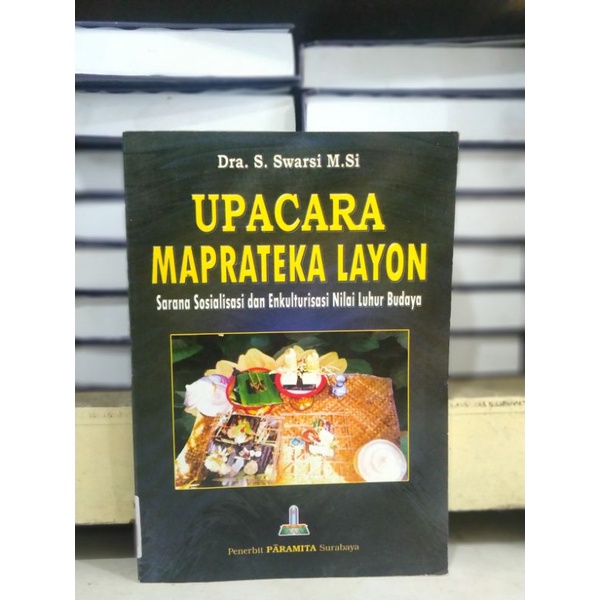 Dra. S. Swarsi M.Si
UPACARA
MAPRATEKA LAYON
Sarana Sosialisasi dan Enkulturisasi Nilai Luhur Budaya
Penerbit PĀRAMITA Surabaya